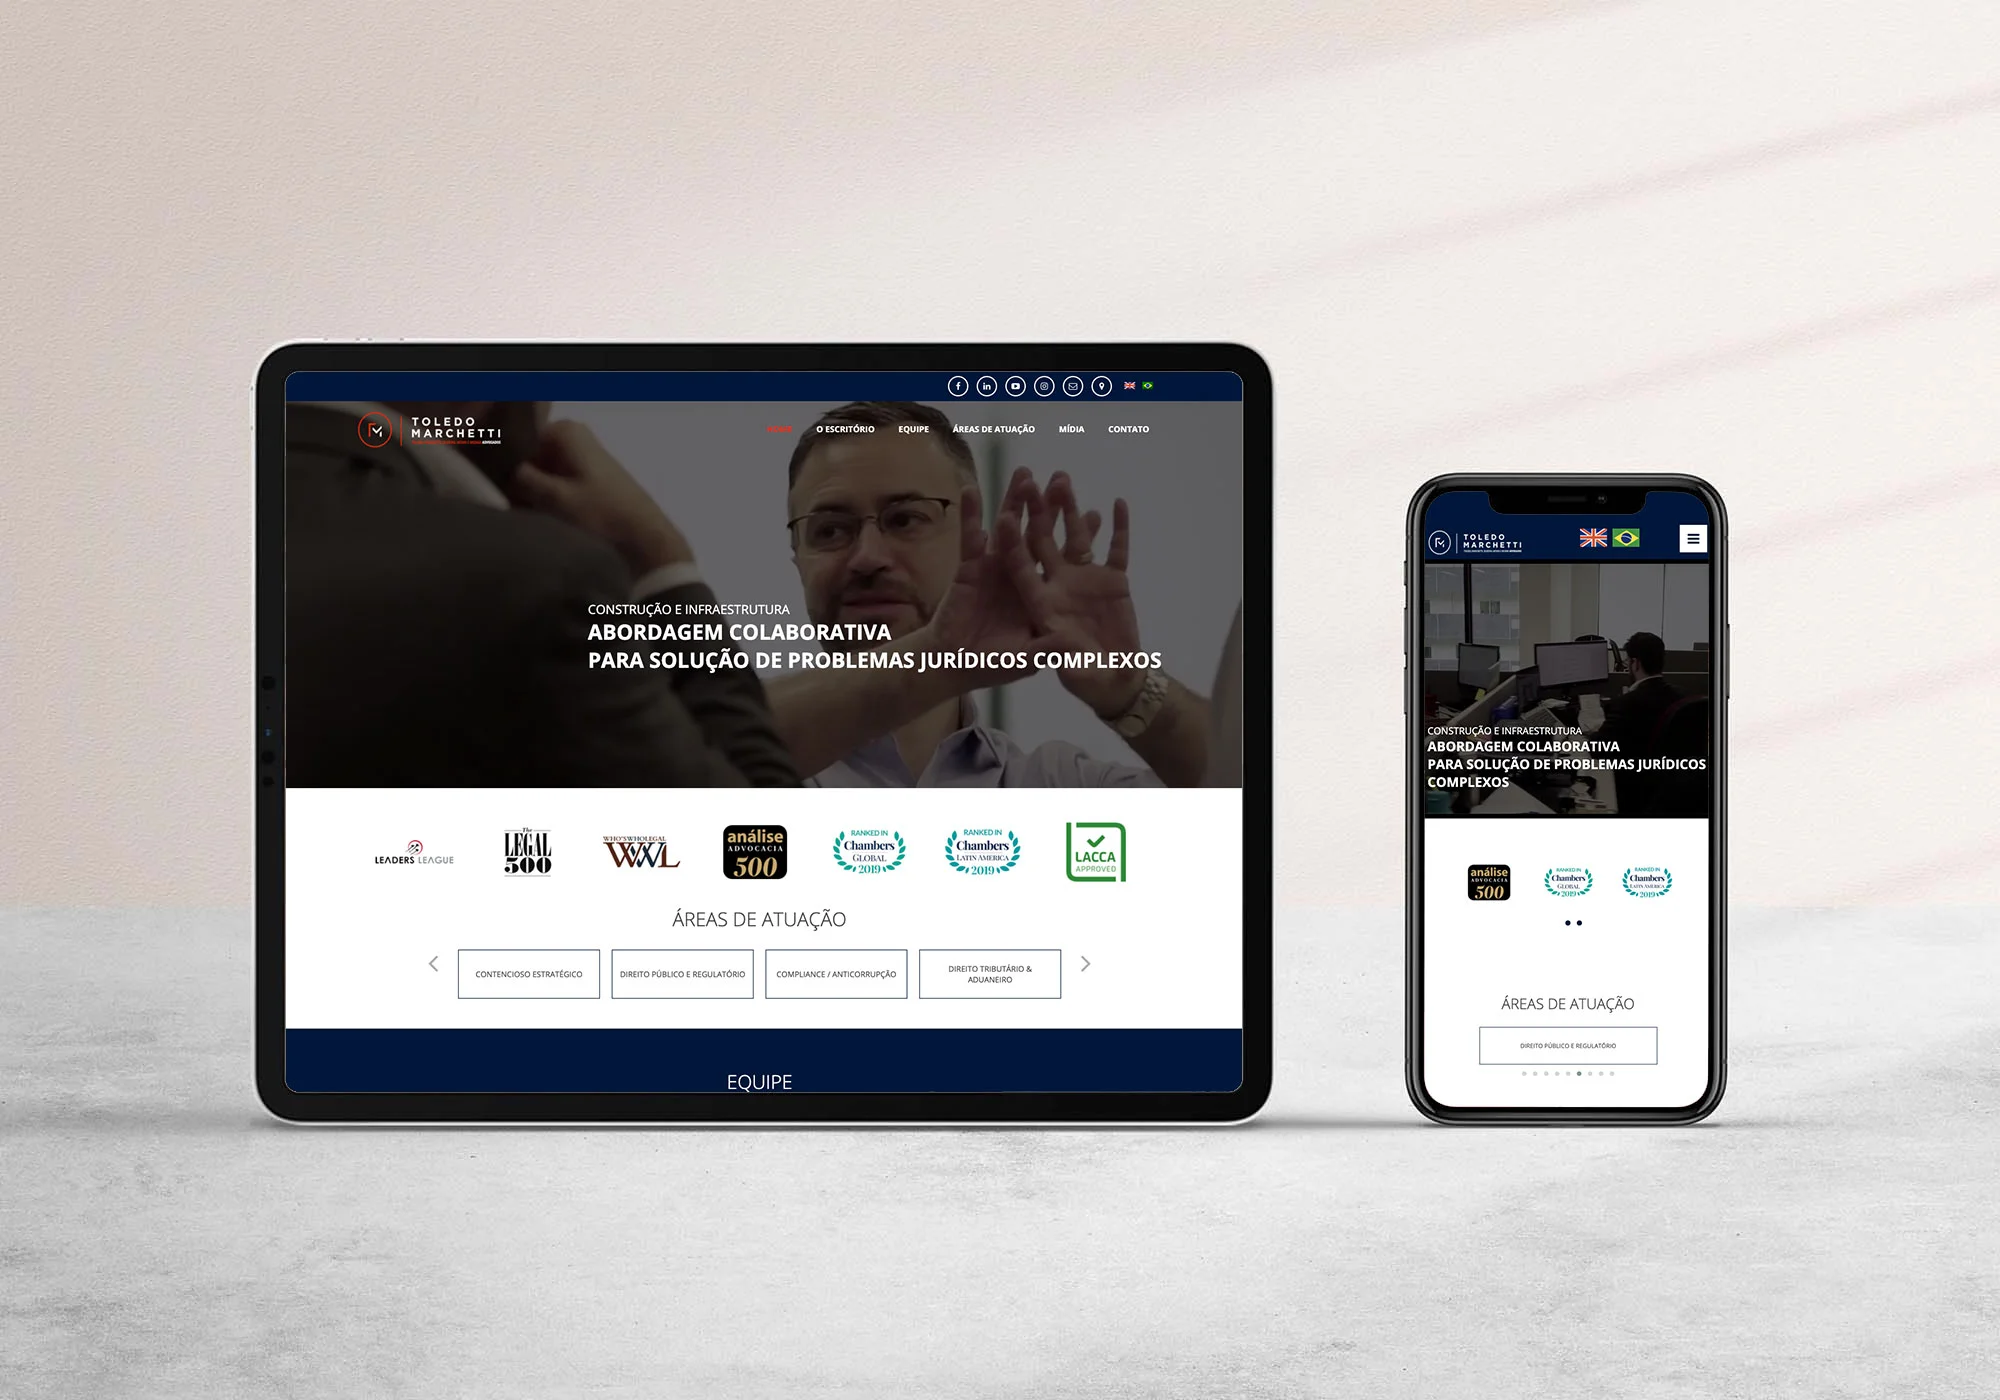 TOLEDO
MARCHETTI
ADVOGADOS
HOME
O ESCRITÓRIO
EQUIPE
ÁREAS DE ATUAÇÃO
MÍDIA
CONTATO
CONSTRUÇÃO E INFRAESTRUTURA
ABORDAGEM COLABORATIVA
PARA SOLUÇÃO DE PROBLEMAS JURÍDICOS COMPLEXOS
LEADERS LEAGUE
The
LEGAL
500
WHO'SWHOLEGAL
WWL
análise
ADVOCACIA
500
RANKED IN
Chambers
GLOBAL
2019
RANKED IN
Chambers
LATIN AMERICA
2019
LACCA
APPROVED
ÁREAS DE ATUAÇÃO
CONTENCIOSO ESTRATÉGICO
DIREITO PÚBLICO E REGULATÓRIO
COMPLIANCE / ANTICORRUPÇÃO
DIREITO TRIBUTÁRIO &
ADUANEIRO
EQUIPE
TOLEDO
MARCHETTI
CONSTRUÇÃO E INFRAESTRUTURA
ABORDAGEM COLABORATIVA
PARA SOLUÇÃO DE PROBLEMAS JURÍDICOS
COMPLEXOS
análise
ADVOCACIA
500
RANKED IN
Chambers
GLOBAL
2019
RANKED IN
Chambers
LATIN AMERICA
2019
ÁREAS DE ATUAÇÃO
DIREITO PÚBLICO E REGULATÓRIO